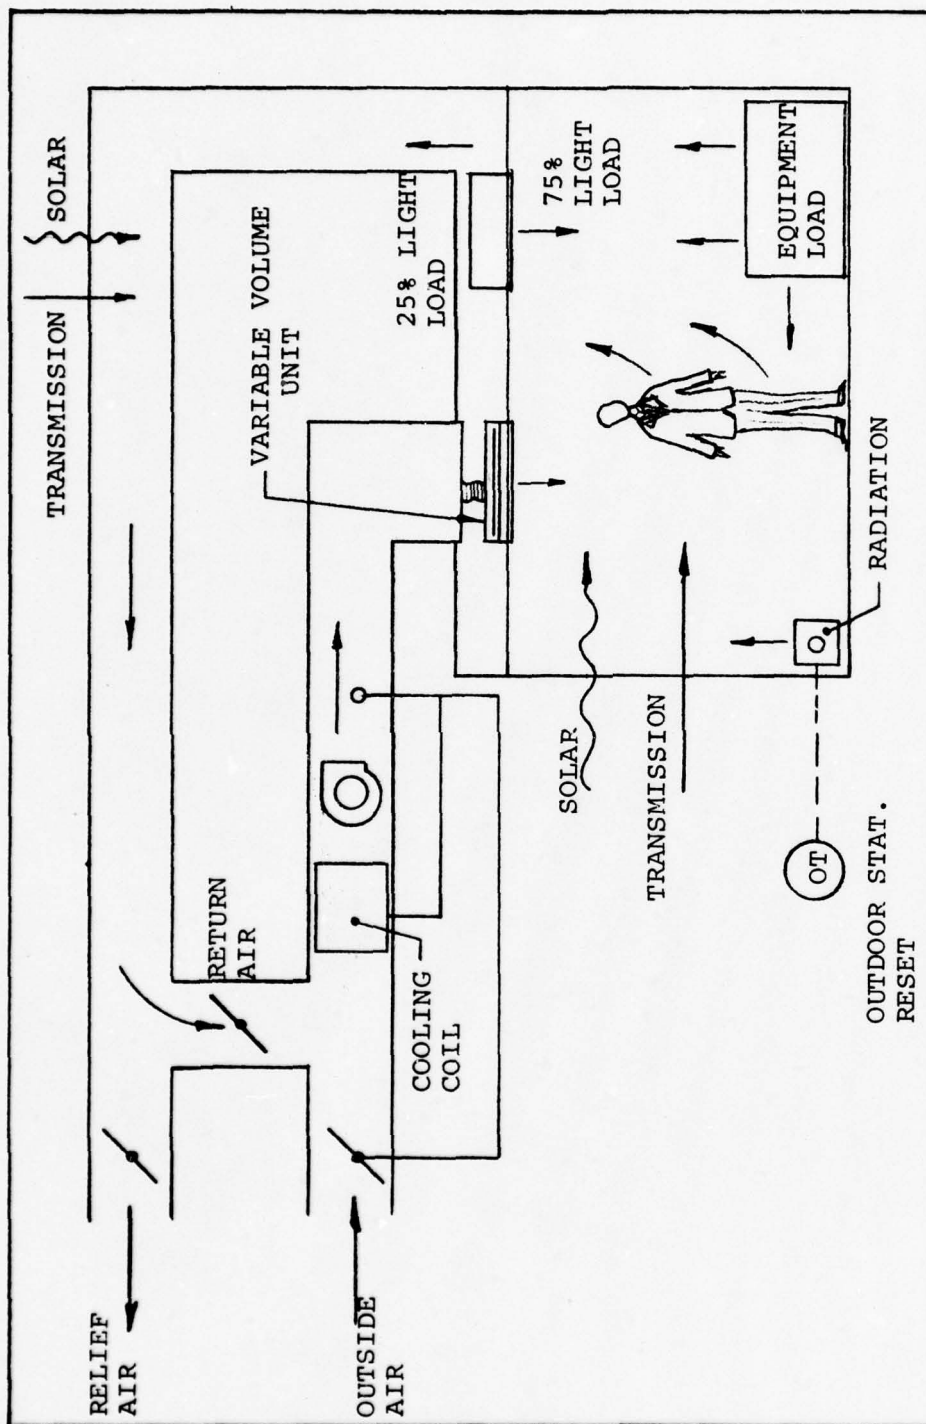 SOLAR
TRANSMISSION
VARIABLE VOLUME
UNIT
25% LIGHT
LOAD
75%
LIGHT
LOAD
EQUIPMENT
LOAD
RETURN
AIR
COOLING
COIL
RELIEF
AIR
OUTSIDE
AIR
SOLAR
TRANSMISSION
RADIATION
OT
OUTDOOR STAT.
RESET